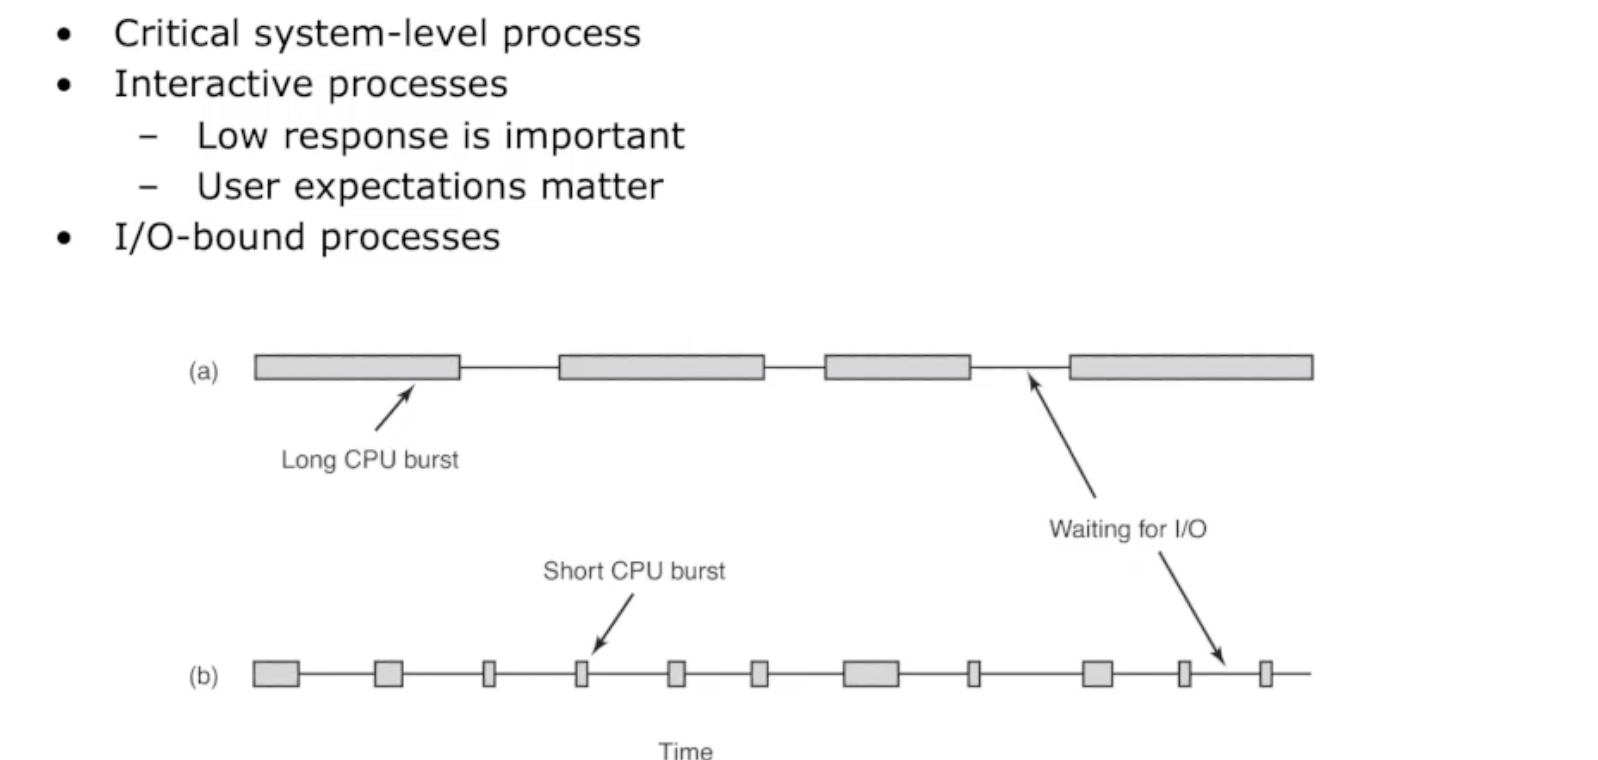 • Critical system-level process
• Interactive processes
– Low response is important
– User expectations matter
• I/O-bound processes
(a)
Long CPU burst
Waiting for I/O
Short CPU burst
(b)
Time